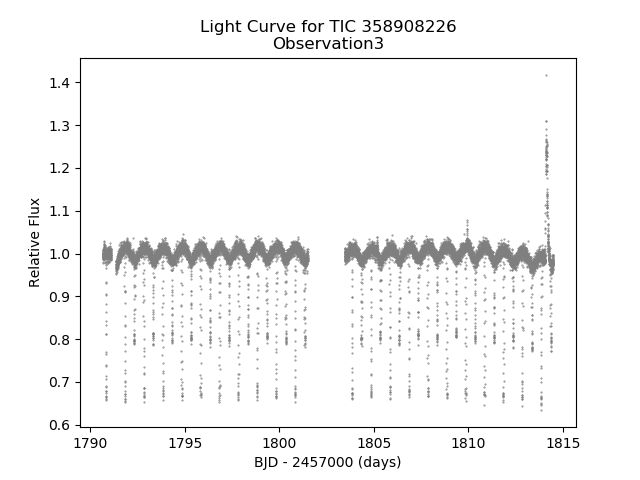 Light Curve for TIC 358908226
Observation3
1.4
1.3
1.2
1.1
1.0
0.9
0.8
0.7
0.6
Relative Flux
1790 1795 1800 1805 1810 1815
BJD - 2457000 (days)